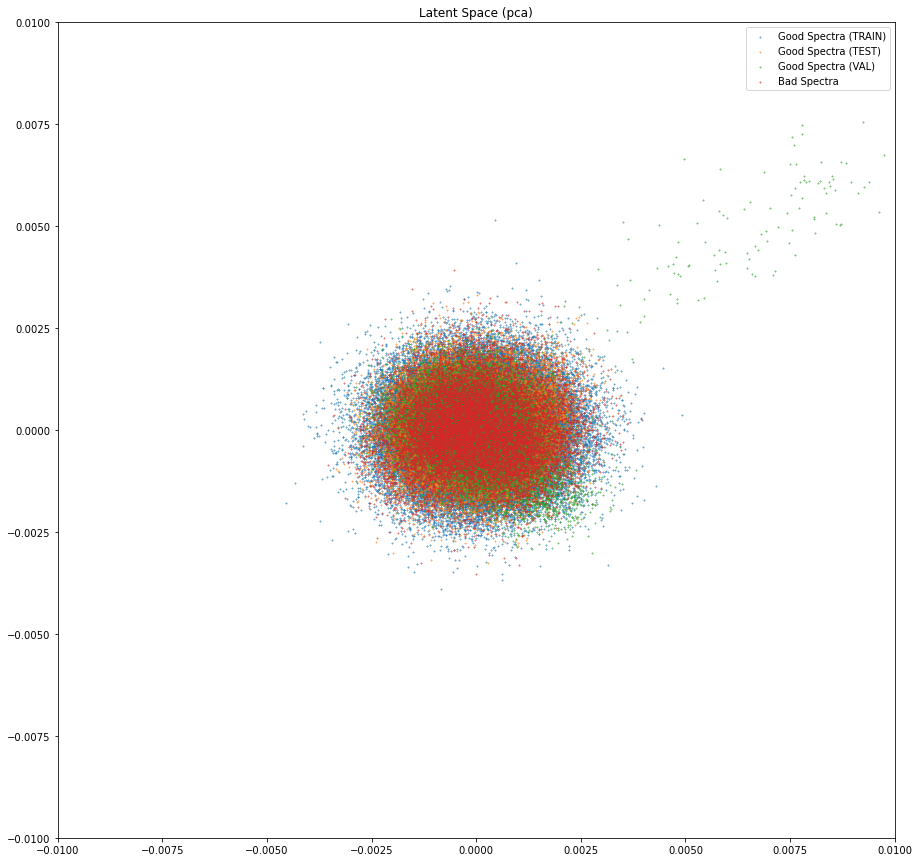 Latent Space (pca)
Good Spectra (TRAIN)
Good Spectra (TEST)
Good Spectra (VAL)
Bad Spectra
0.0100
0.0075
0.0050
0.0025
0.0000
−0.0025
−0.0050
−0.0075
−0.0100
−0.0100 −0.0075 −0.0050 −0.0025 0.0000 0.0025 0.0050 0.0075 0.0100